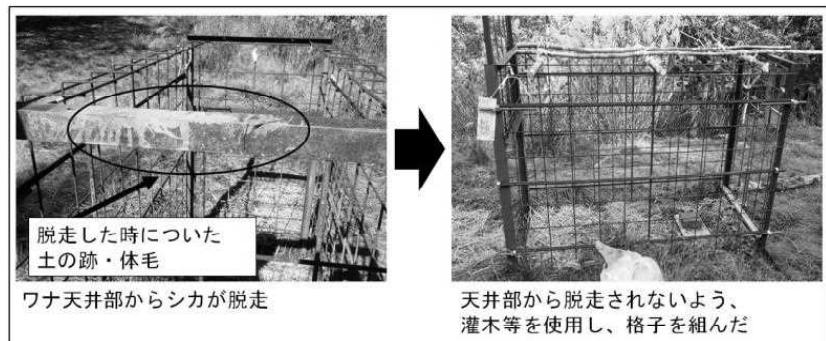 脱走した時についた
土の跡・体毛
ワナ天井部からシカが脱走
天井部から脱走されないよう、
灌木等を使用し、格子を組んだ